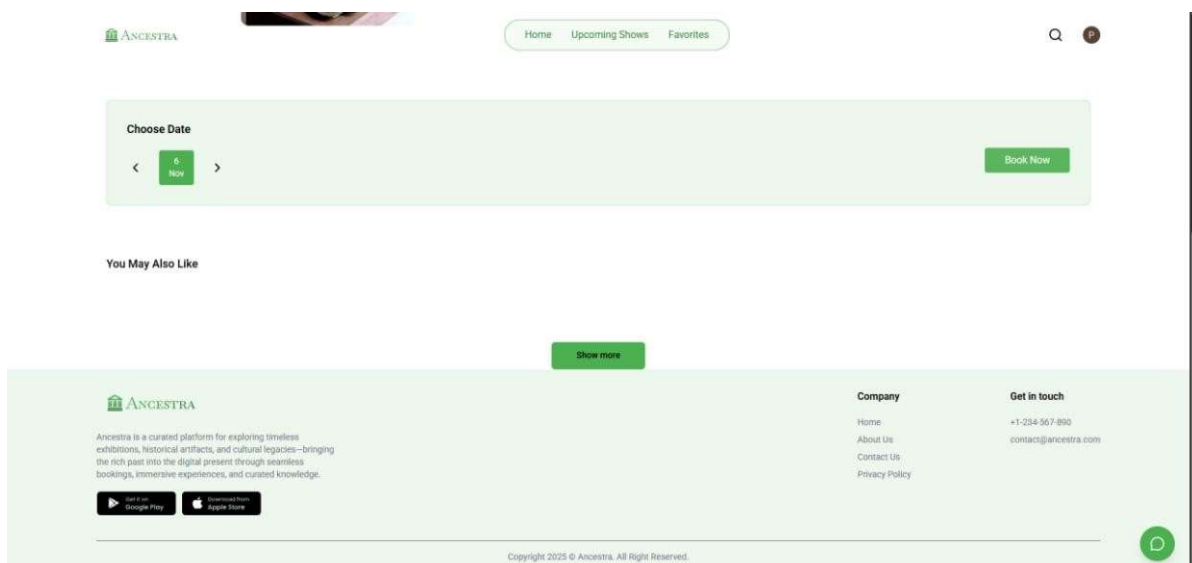 ANCESTRA
Home Upcoming Shows Favorites
P
Choose Date
6
Nov
Book Now
You May Also Like
Show more
ANCESTRA
Ancestra is a curated platform for exploring timeless
exhibitions, historical artifacts, and cultural legacies—bringing
the rich past into the digital present through seamless
bookings, immersive experiences, and curated knowledge.
GET IT ON
Google Play
Download from
Apple Store
Company
Home
About Us
Contact Us
Privacy Policy
Get in touch
+1-234-567-890
contact@ancestra.com
Copyright 2025 © Ancestra. All Right Reserved.